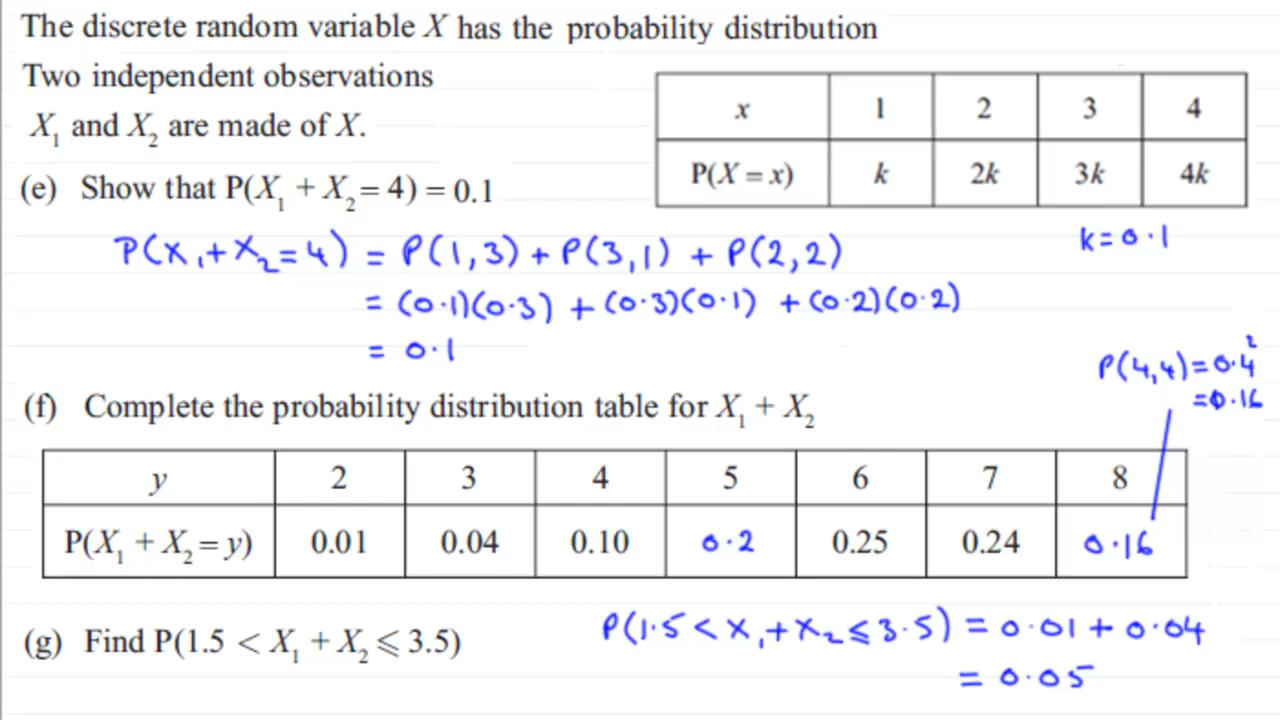 The discrete random variable X has the probability distribution
Two independent observations
X₁ and X₂ are made of X.
x 1 2 3 4
P(X = x) k 2k 3k 4k
k = 0.1
(e) Show that P(X₁ + X₂ = 4) = 0.1
P(X₁ + X₂ = 4) = P(1,3) + P(3,1) + P(2,2)
= (0.1)(0.3) + (0.3)(0.1) + (0.2)(0.2)
= 0.1
P(4,4) = 0.4²
= 0.16
(f) Complete the probability distribution table for X₁ + X₂
y 2 3 4 5 6 7 8
P(X₁ + X₂ = y) 0.01 0.04 0.10 0.2 0.25 0.24 0.16
(g) Find P(1.5 < X₁ + X₂ ⩽ 3.5)
P(1.5 < X₁ + X₂ ⩽ 3.5) = 0.01 + 0.04
= 0.05